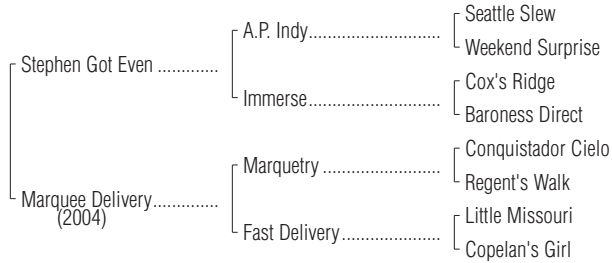 Seattle Slew
A.P. Indy..............................
Weekend Surprise
Stephen Got Even .............
Cox's Ridge
Immerse..............................
Baroness Direct
Conquistador Cielo
Marquetry ...........................
Regent's Walk
Marquee Delivery..............
(2004)
Little Missouri
Fast Delivery......................
Copelan's Girl